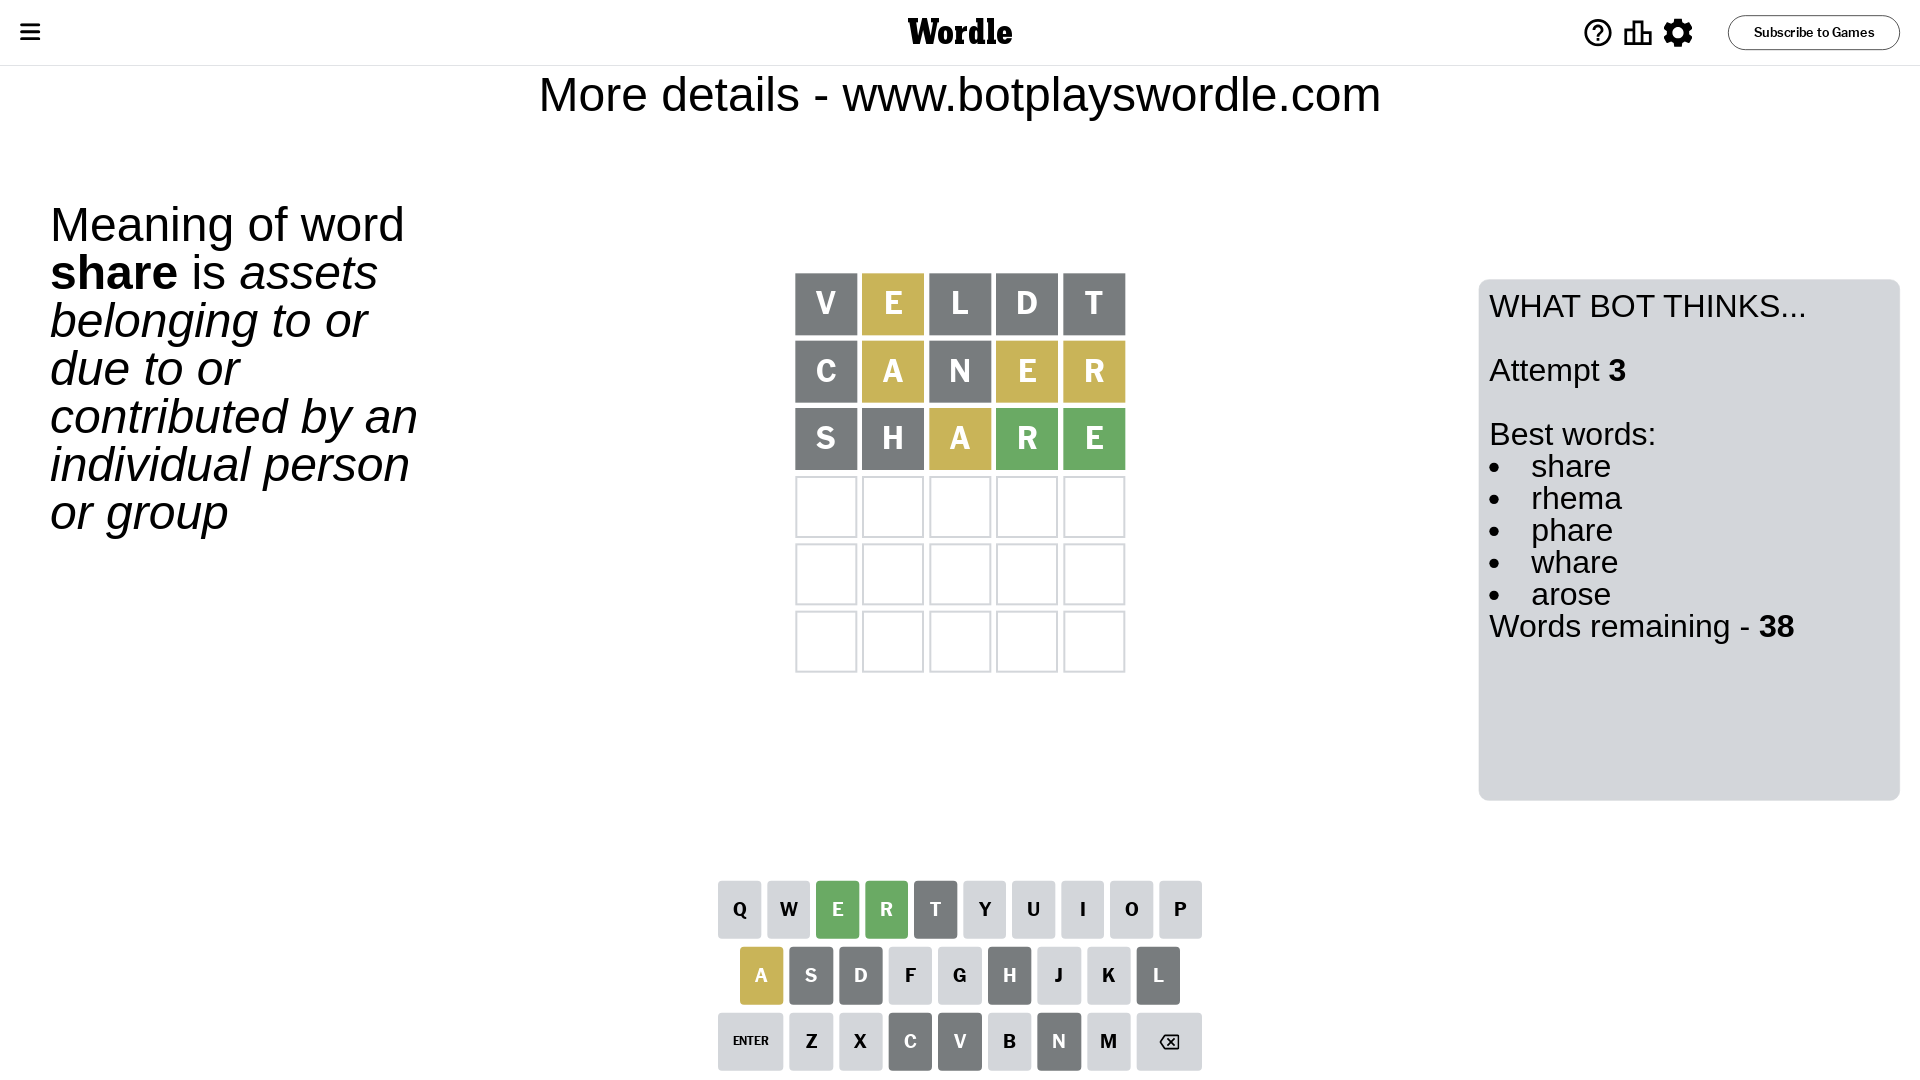 Wordle
Subscribe to Games
More details - www.botplayswordle.com
Meaning of word
share is assets
belonging to or
due to or
contributed by an
individual person
or group
V E L D T
C A N E R
S H A R E
WHAT BOT THINKS...
Attempt 3
Best words:
• share
• rhema
• phare
• whare
• arose
Words remaining - 38
Q W E R T Y U I O P
A S D F G H J K L
ENTER Z X C V B N M